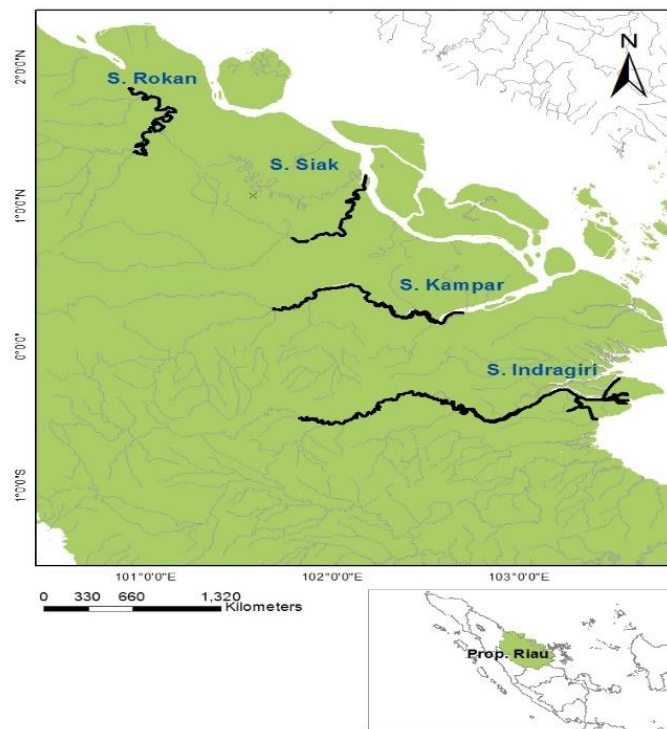 N
2°0'0"N
S. Rokan
S. Siak
1°0'0"N
S. Kampar
0°0'0"
S. Indragiri
1°0'0"S
101°0'0"E
102°0'0"E
103°0'0"E
0 330 660 1,320
Kilometers
Prop. Riau